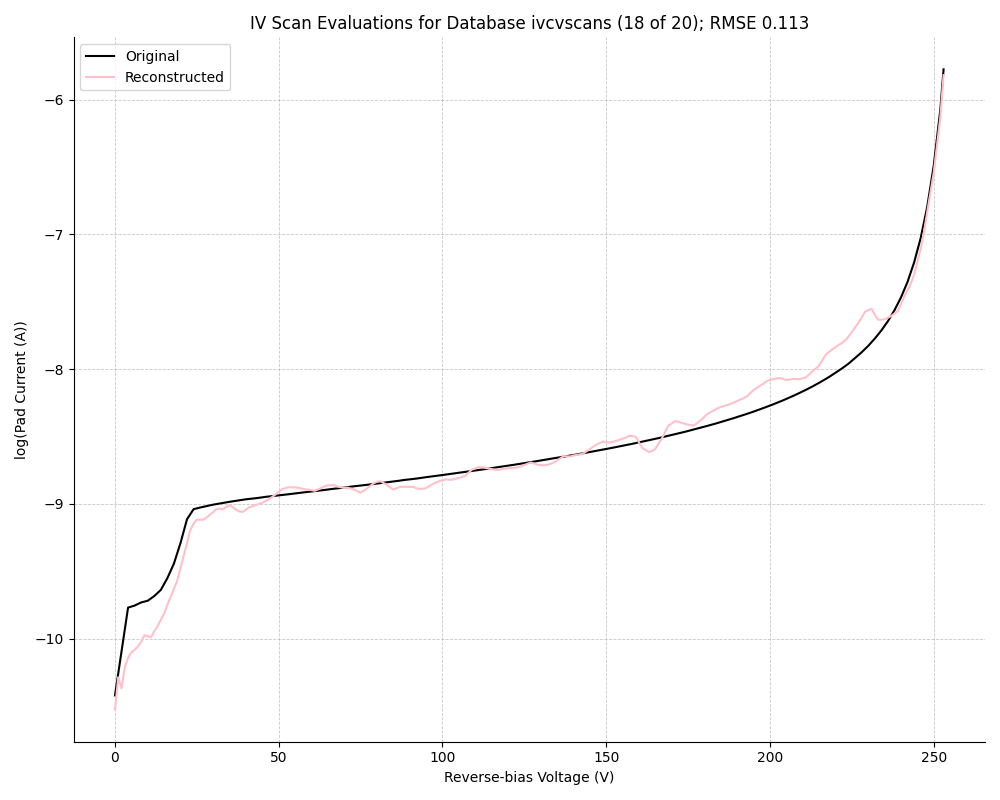 IV Scan Evaluations for Database ivcvscans (18 of 20); RMSE 0.113
Original
Reconstructed
−6
−7
−8
−9
−10
log(Pad Current (A))
0
50
100
150
200
250
Reverse-bias Voltage (V)